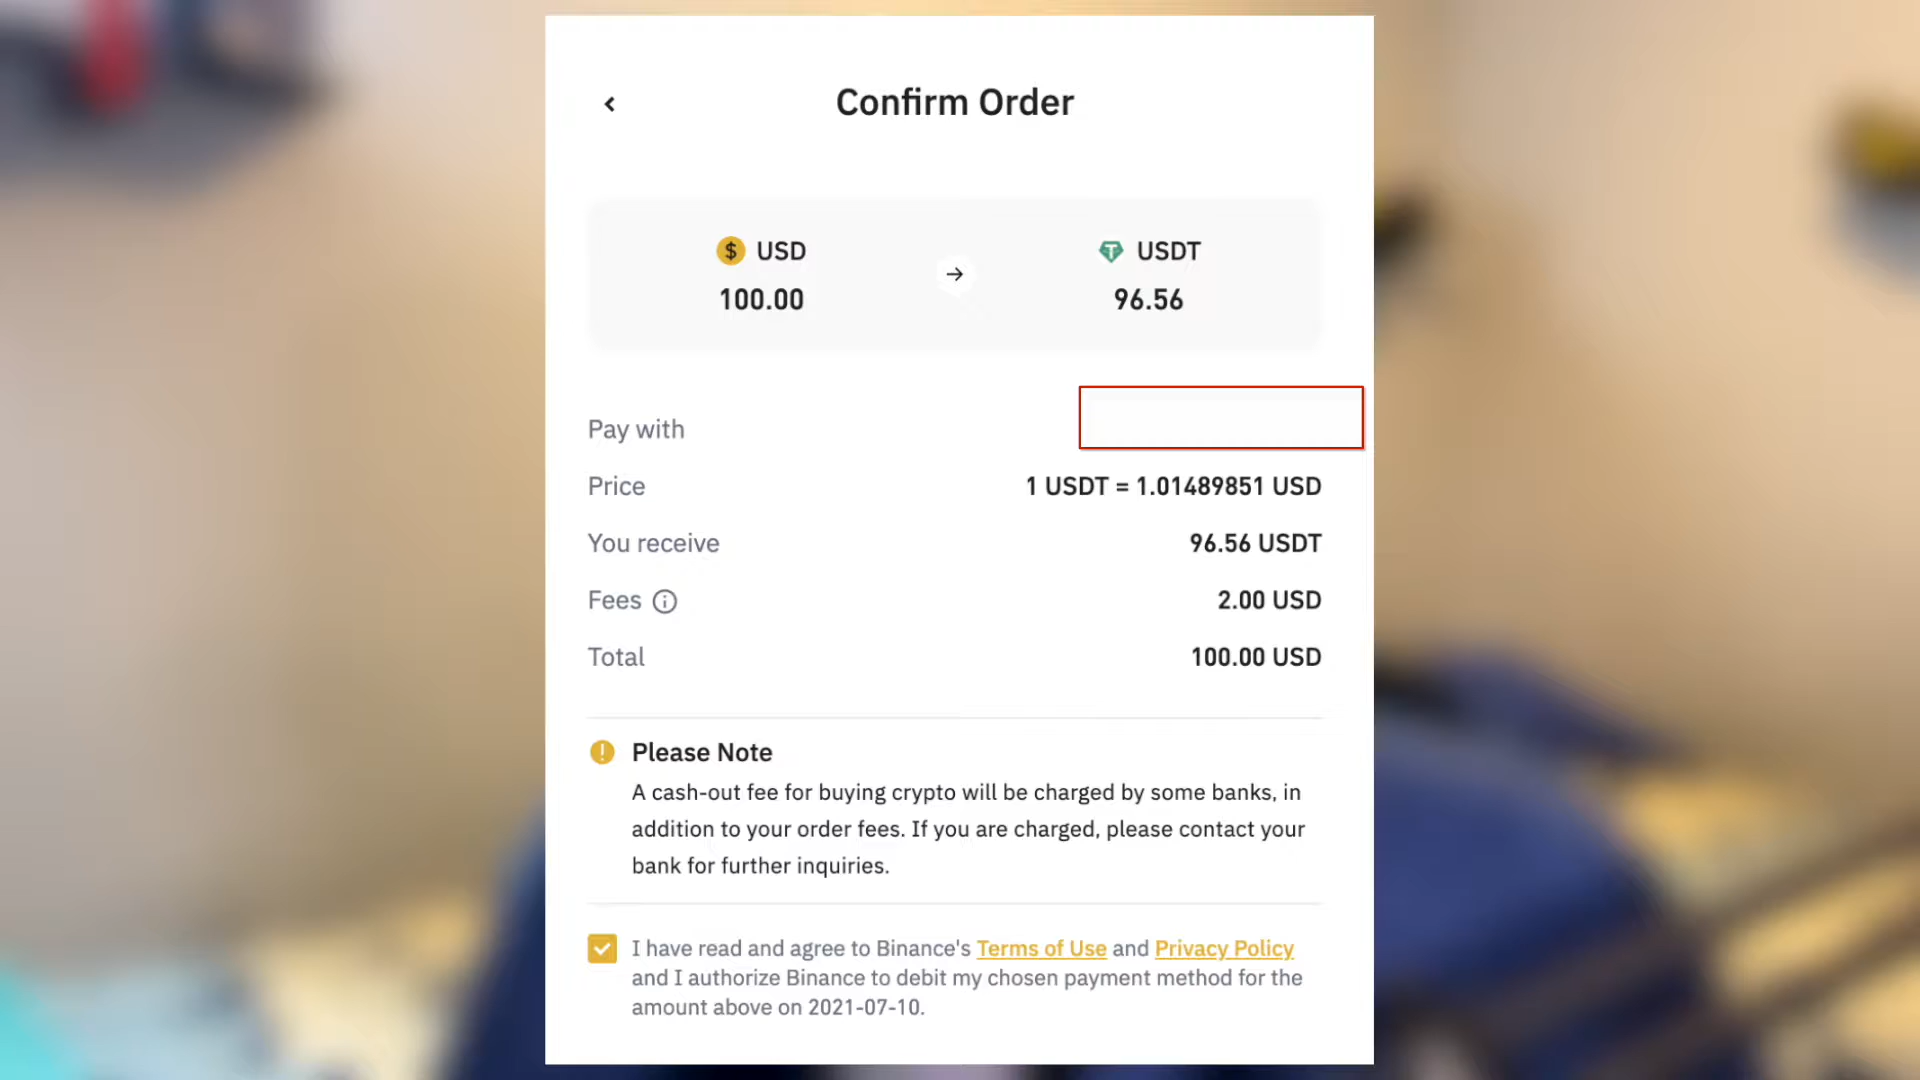 Confirm Order
USD
100.00
USDT
96.56
Pay with
Price
1 USDT = 1.01489851 USD
You receive
96.56 USDT
Fees
2.00 USD
Total
100.00 USD
Please Note
A cash-out fee for buying crypto will be charged by some banks, in
addition to your order fees. If you are charged, please contact your
bank for further inquiries.
I have read and agree to Binance's Terms of Use and Privacy Policy
and I authorize Binance to debit my chosen payment method for the
amount above on 2021-07-10.